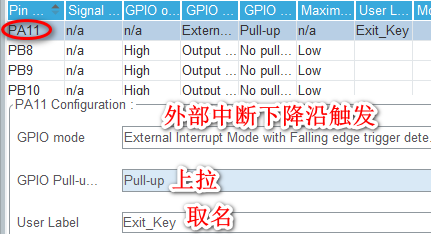 Pin ... Signal ... GPIO o... GPIO ... GPIO ... Maxim... User L... Mo
PA11 n/a n/a Extern... Pull-up n/a Exit_Key
PB8 n/a High Output ... No pull... Low
PB9 n/a High Output ... No pull... Low
PB10 n/a High Output ... No pull... Low
PA11 Configuration :
外部中断下降沿触发
GPIO mode External Interrupt Mode with Falling edge trigger dete...
GPIO Pull-u... Pull-up 上拉
User Label Exit_Key 取名